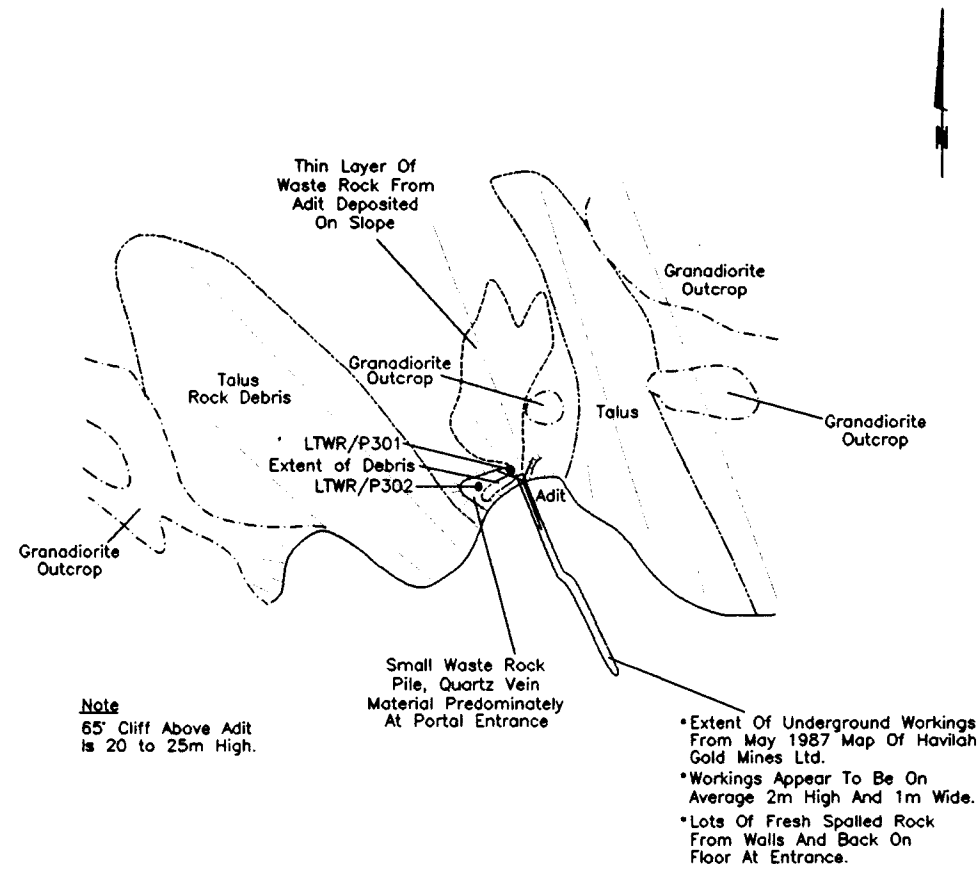 N
Thin Layer Of
Waste Rock From
Adit Deposited
On Slope
Granadiorite
Outcrop
Granadiorite
Outcrop
Talus
Rock Debris
Talus
Granadiorite
Outcrop
LTWR/P301
Extent of Debris
LTWR/P302
Adit
Granadiorite
Outcrop
Small Waste Rock
Pile, Quartz Vein
Material Predominately
At Portal Entrance
Note
65° Cliff Above Adit
Is 20 to 25m High.
•Extent Of Underground Workings
From May 1987 Map Of Havilah
Gold Mines Ltd.
•Workings Appear To Be On
Average 2m High And 1m Wide.
•Lots Of Fresh Spalled Rock
From Walls And Back On
Floor At Entrance.